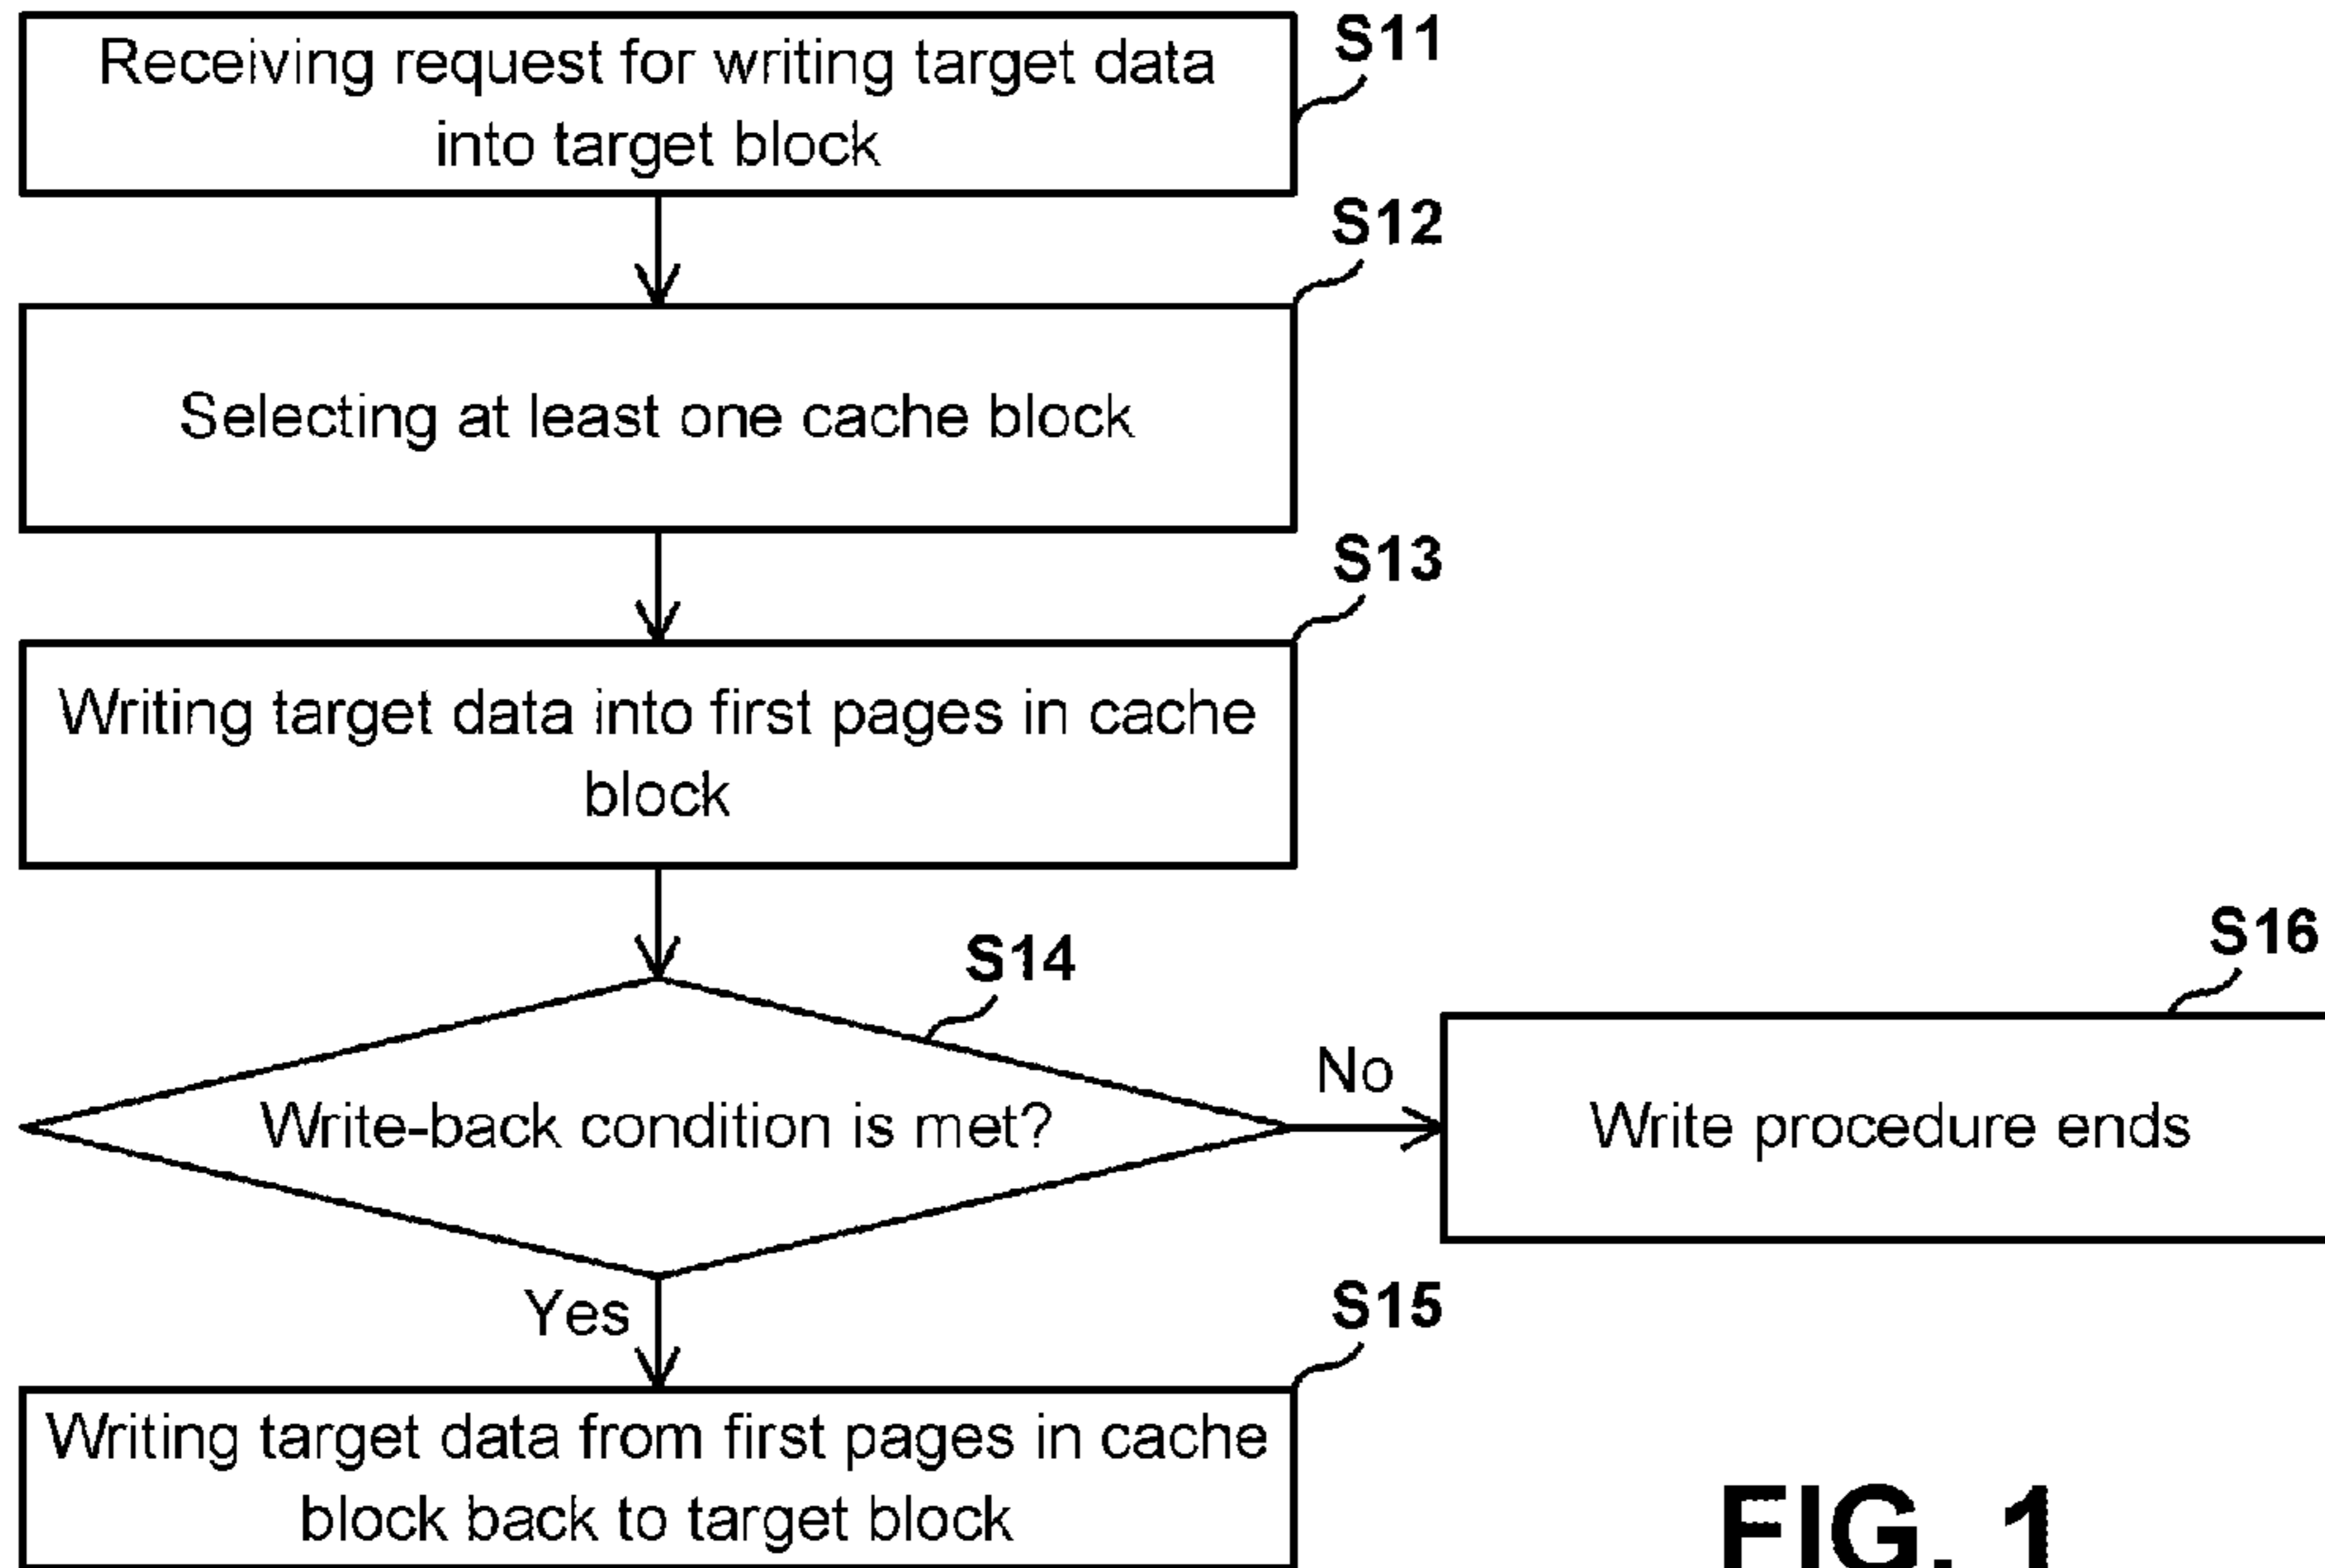 Receiving request for writing target data
into target block
S11
S12
Selecting at least one cache block
S13
Writing target data into first pages in cache
block
S14
Write-back condition is met?
No
S16
Write procedure ends
Yes
S15
Writing target data from first pages in cache
block back to target block
FIG. 1